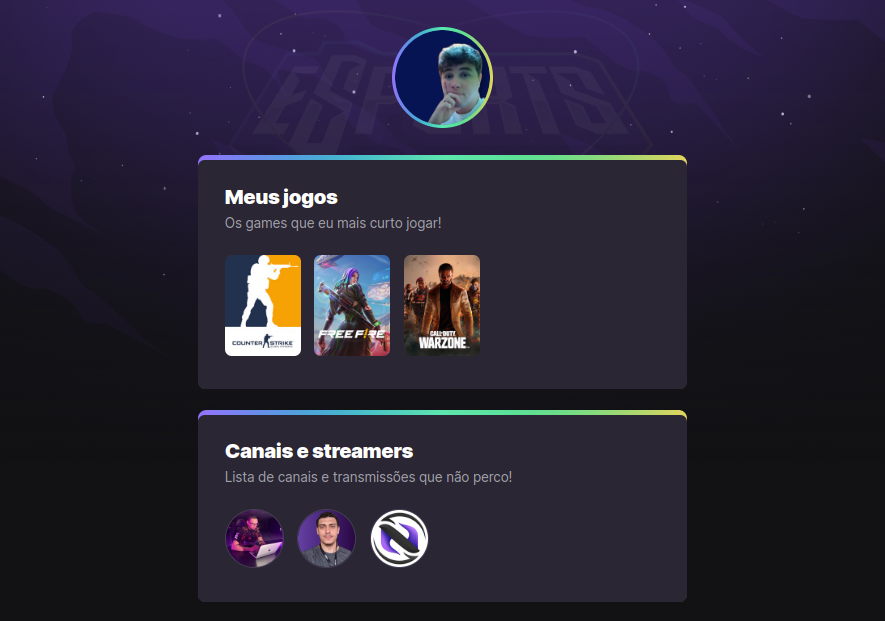 ESPORTS
Meus jogos
Os games que eu mais curto jogar!
COUNTER STRIKE
FREE FIRE
CALL OF DUTY
WARZONE
Canais e streamers
Lista de canais e transmissões que não perco!